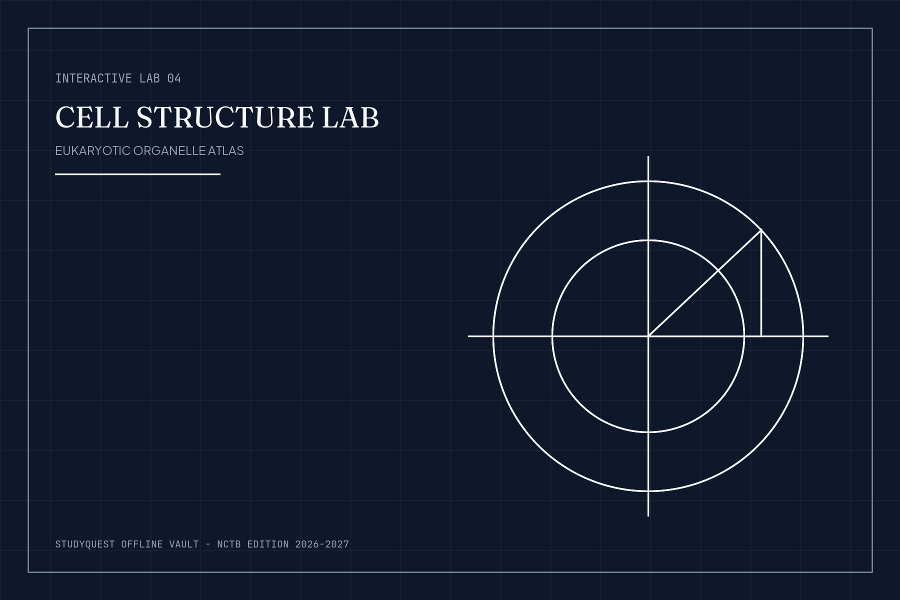 INTERACTIVE LAB 04
CELL STRUCTURE LAB
EUKARYOTIC ORGANELLE ATLAS
STUDYQUEST OFFLINE VAULT - NCTB EDITION 2026-2027